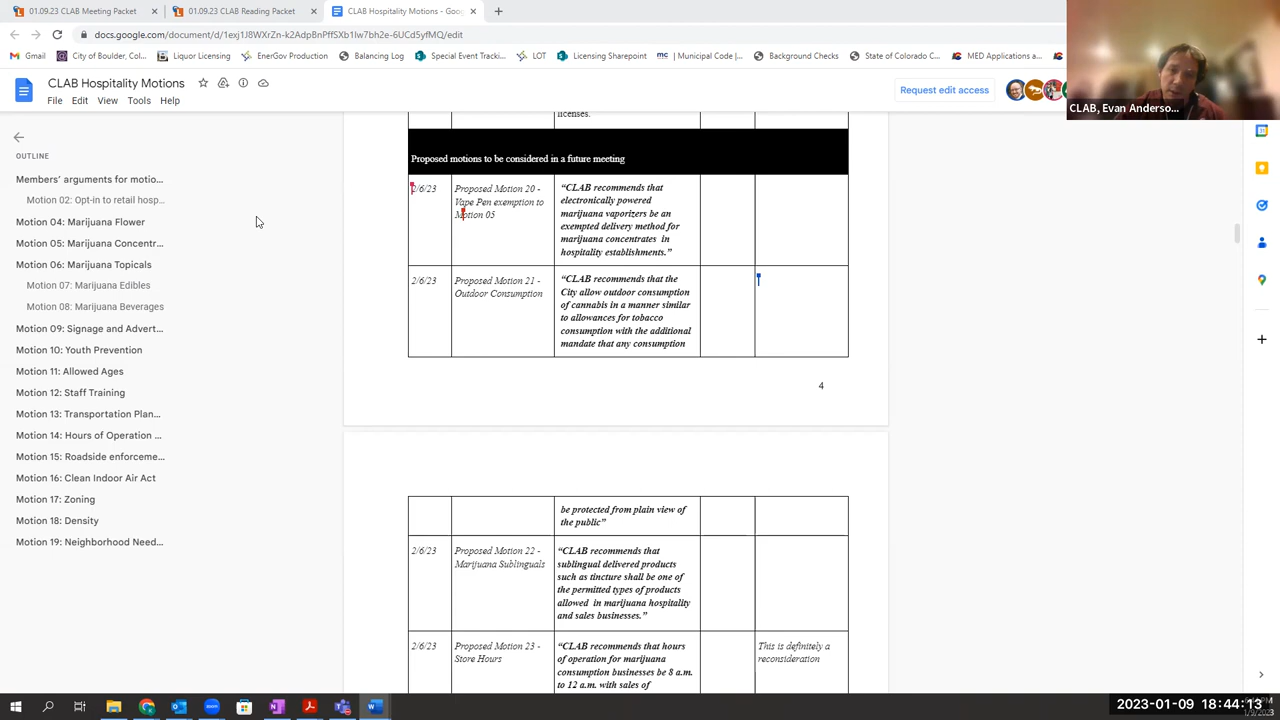 01.09.23 CLAB Meeting Packet
01.09.23 CLAB Reading Packet
CLAB Hospitality Motions - Goog
docs.google.com/document/d/1exj1J8WXrZn-k2AdpBnPffSXb1lw7bh2e-6UCd5yfMQ/edit
Gmail
City of Boulder, Col...
Liquor Licensing
EnerGov Production
Balancing Log
Special Event Tracki...
LOT
Licensing Sharepoint
Municipal Code |...
Background Checks
State of Colorado C...
MED Applications a
CLAB, Evan Anderso...
CLAB Hospitality Motions
File Edit View Tools Help
Request edit access
OUTLINE
Members' arguments for motio...
Motion 02: Opt-in to retail hosp...
Motion 04: Marijuana Flower
Motion 05: Marijuana Concentr...
Motion 06: Marijuana Topicals
Motion 07: Marijuana Edibles
Motion 08: Marijuana Beverages
Motion 09: Signage and Advert...
Motion 10: Youth Prevention
Motion 11: Allowed Ages
Motion 12: Staff Training
Motion 13: Transportation Plan...
Motion 14: Hours of Operation ...
Motion 15: Roadside enforceme...
Motion 16: Clean Indoor Air Act
Motion 17: Zoning
Motion 18: Density
Motion 19: Neighborhood Need...
licenses.
Proposed motions to be considered in a future meeting
2/6/23
Proposed Motion 20 -
Vape Pen exemption to
Motion 05
“CLAB recommends that
electronically powered
marijuana vaporizers be an
exempted delivery method for
marijuana concentrates in
hospitality establishments.”
2/6/23
Proposed Motion 21 -
Outdoor Consumption
“CLAB recommends that the
City allow outdoor consumption
of cannabis in a manner similar
to allowances for tobacco
consumption with the additional
mandate that any consumption
4
be protected from plain view of
the public”
2/6/23
Proposed Motion 22 -
Marijuana Sublinguals
“CLAB recommends that
sublingual delivered products
such as tincture shall be one of
the permitted types of products
allowed in marijuana hospitality
and sales businesses.”
2/6/23
Proposed Motion 23 -
Store Hours
“CLAB recommends that hours
of operation for marijuana
consumption businesses be 8 a.m.
to 12 a.m. with sales of
This is definitely a
reconsideration
2023-01-09 18:44:13